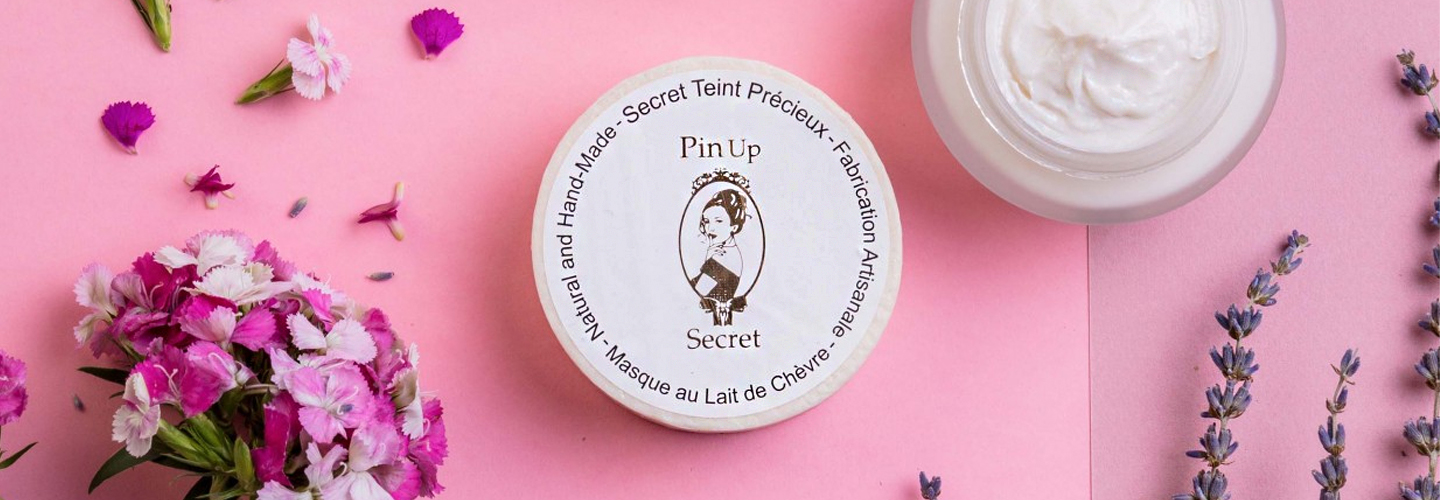 Secret Teint Précieux - Fabrication Artisanale - Masque au Lait de Chèvre - Natural and Hand-Made -
Pin Up
Secret